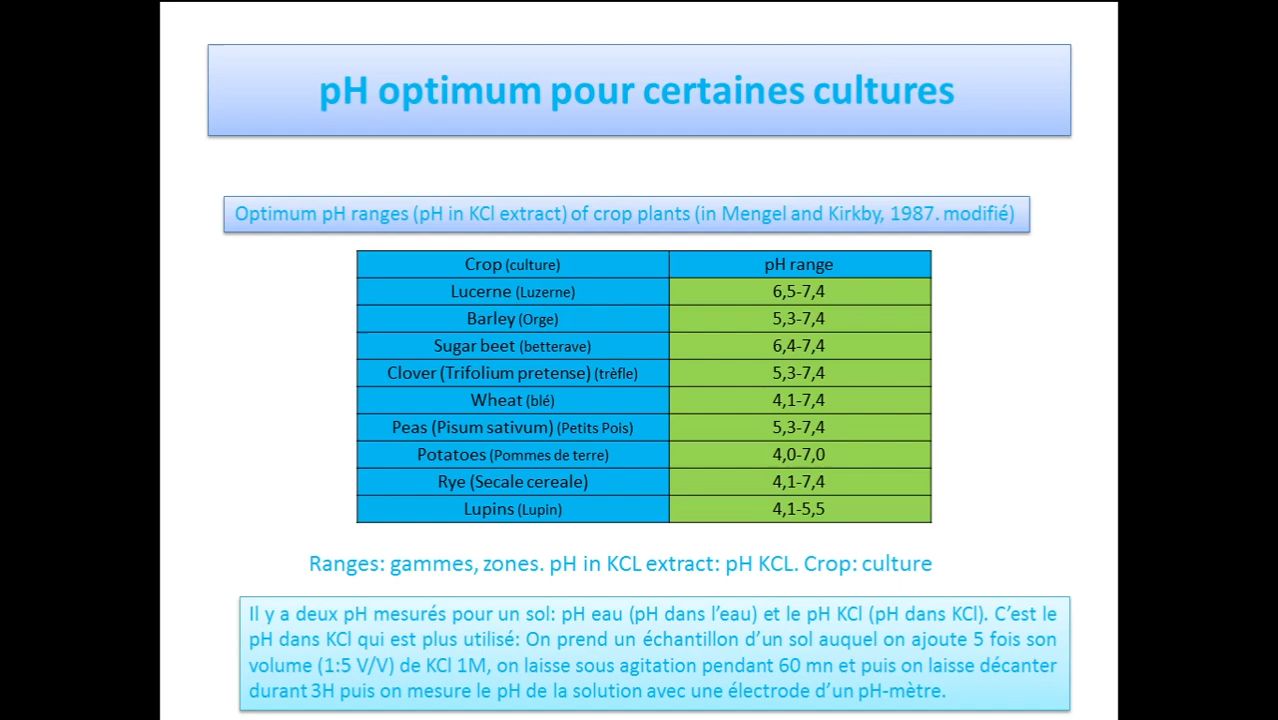 pH optimum pour certaines cultures
Optimum pH ranges (pH in KCl extract) of crop plants (in Mengel and Kirkby, 1987. modifié)
Crop (culture) pH range
Lucerne (Luzerne) 6,5-7,4
Barley (Orge) 5,3-7,4
Sugar beet (betterave) 6,4-7,4
Clover (Trifolium pretense) (trèfle) 5,3-7,4
Wheat (blé) 4,1-7,4
Peas (Pisum sativum) (Petits Pois) 5,3-7,4
Potatoes (Pommes de terre) 4,0-7,0
Rye (Secale cereale) 4,1-7,4
Lupins (Lupin) 4,1-5,5
Ranges: gammes, zones. pH in KCL extract: pH KCL. Crop: culture
Il y a deux pH mesurés pour un sol: pH eau (pH dans l'eau) et le pH KCl (pH dans KCl). C'est le
pH dans KCl qui est plus utilisé: On prend un échantillon d'un sol auquel on ajoute 5 fois son
volume (1:5 V/V) de KCl 1M, on laisse sous agitation pendant 60 mn et puis on laisse décanter
durant 3H puis on mesure le pH de la solution avec une électrode d'un pH-mètre.